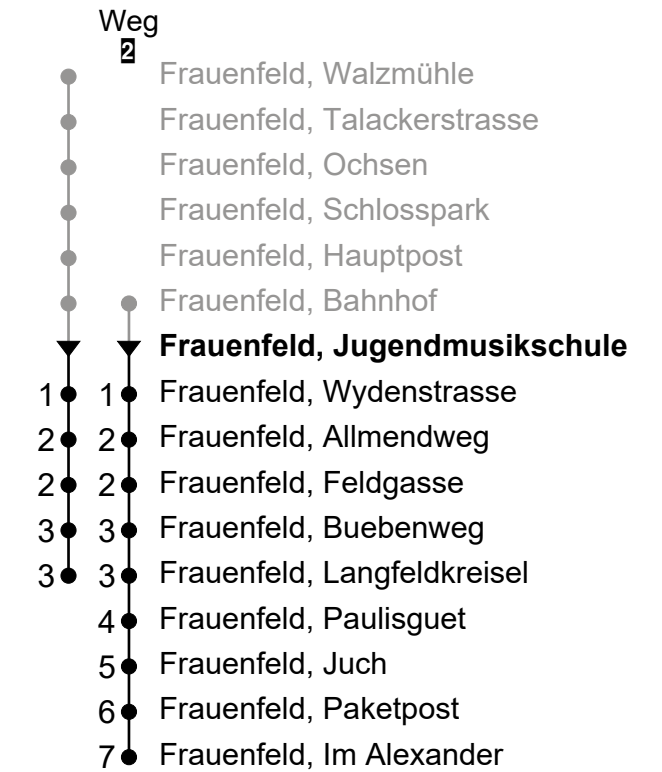 Weg
2
Frauenfeld, Walzmühle
Frauenfeld, Talackerstrasse
Frauenfeld, Ochsen
Frauenfeld, Schlosspark
Frauenfeld, Hauptpost
Frauenfeld, Bahnhof
Frauenfeld, Jugendmusikschule
1 1 Frauenfeld, Wydenstrasse
2 2 Frauenfeld, Allmendweg
2 2 Frauenfeld, Feldgasse
3 3 Frauenfeld, Buebenweg
3 3 Frauenfeld, Langfeldkreisel
4 Frauenfeld, Paulisguet
5 Frauenfeld, Juch
6 Frauenfeld, Paketpost
7 Frauenfeld, Im Alexander